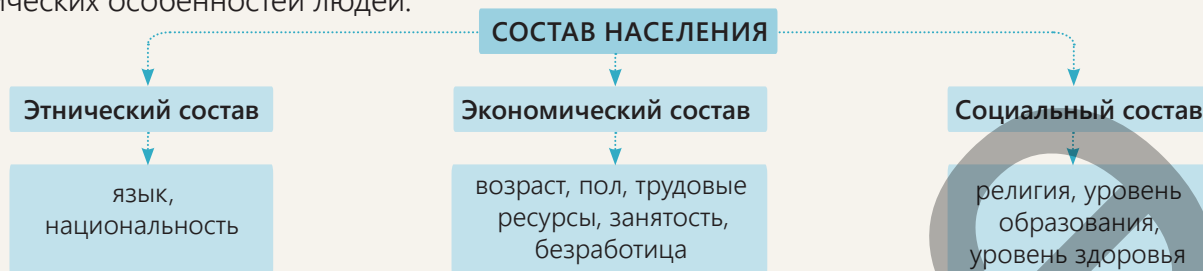 ических особенностей людей.
СОСТАВ НАСЕЛЕНИЯ
Этнический состав
Экономический состав
Социальный состав
язык,
национальность
возраст, пол, трудовые
ресурсы, занятость,
безработица
религия, уровень
образования,
уровень здоровья